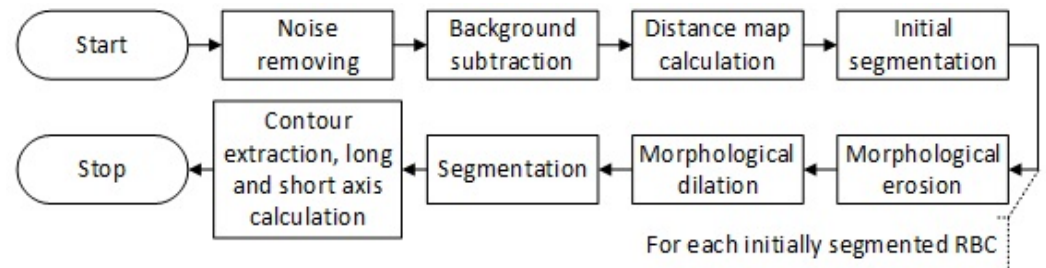 Start
Noise
removing
Background
subtraction
Distance map
calculation
Initial
segmentation
Stop
Contour
extraction, long
and short axis
calculation
Segmentation
Morphological
dilation
Morphological
erosion
For each initially segmented RBC